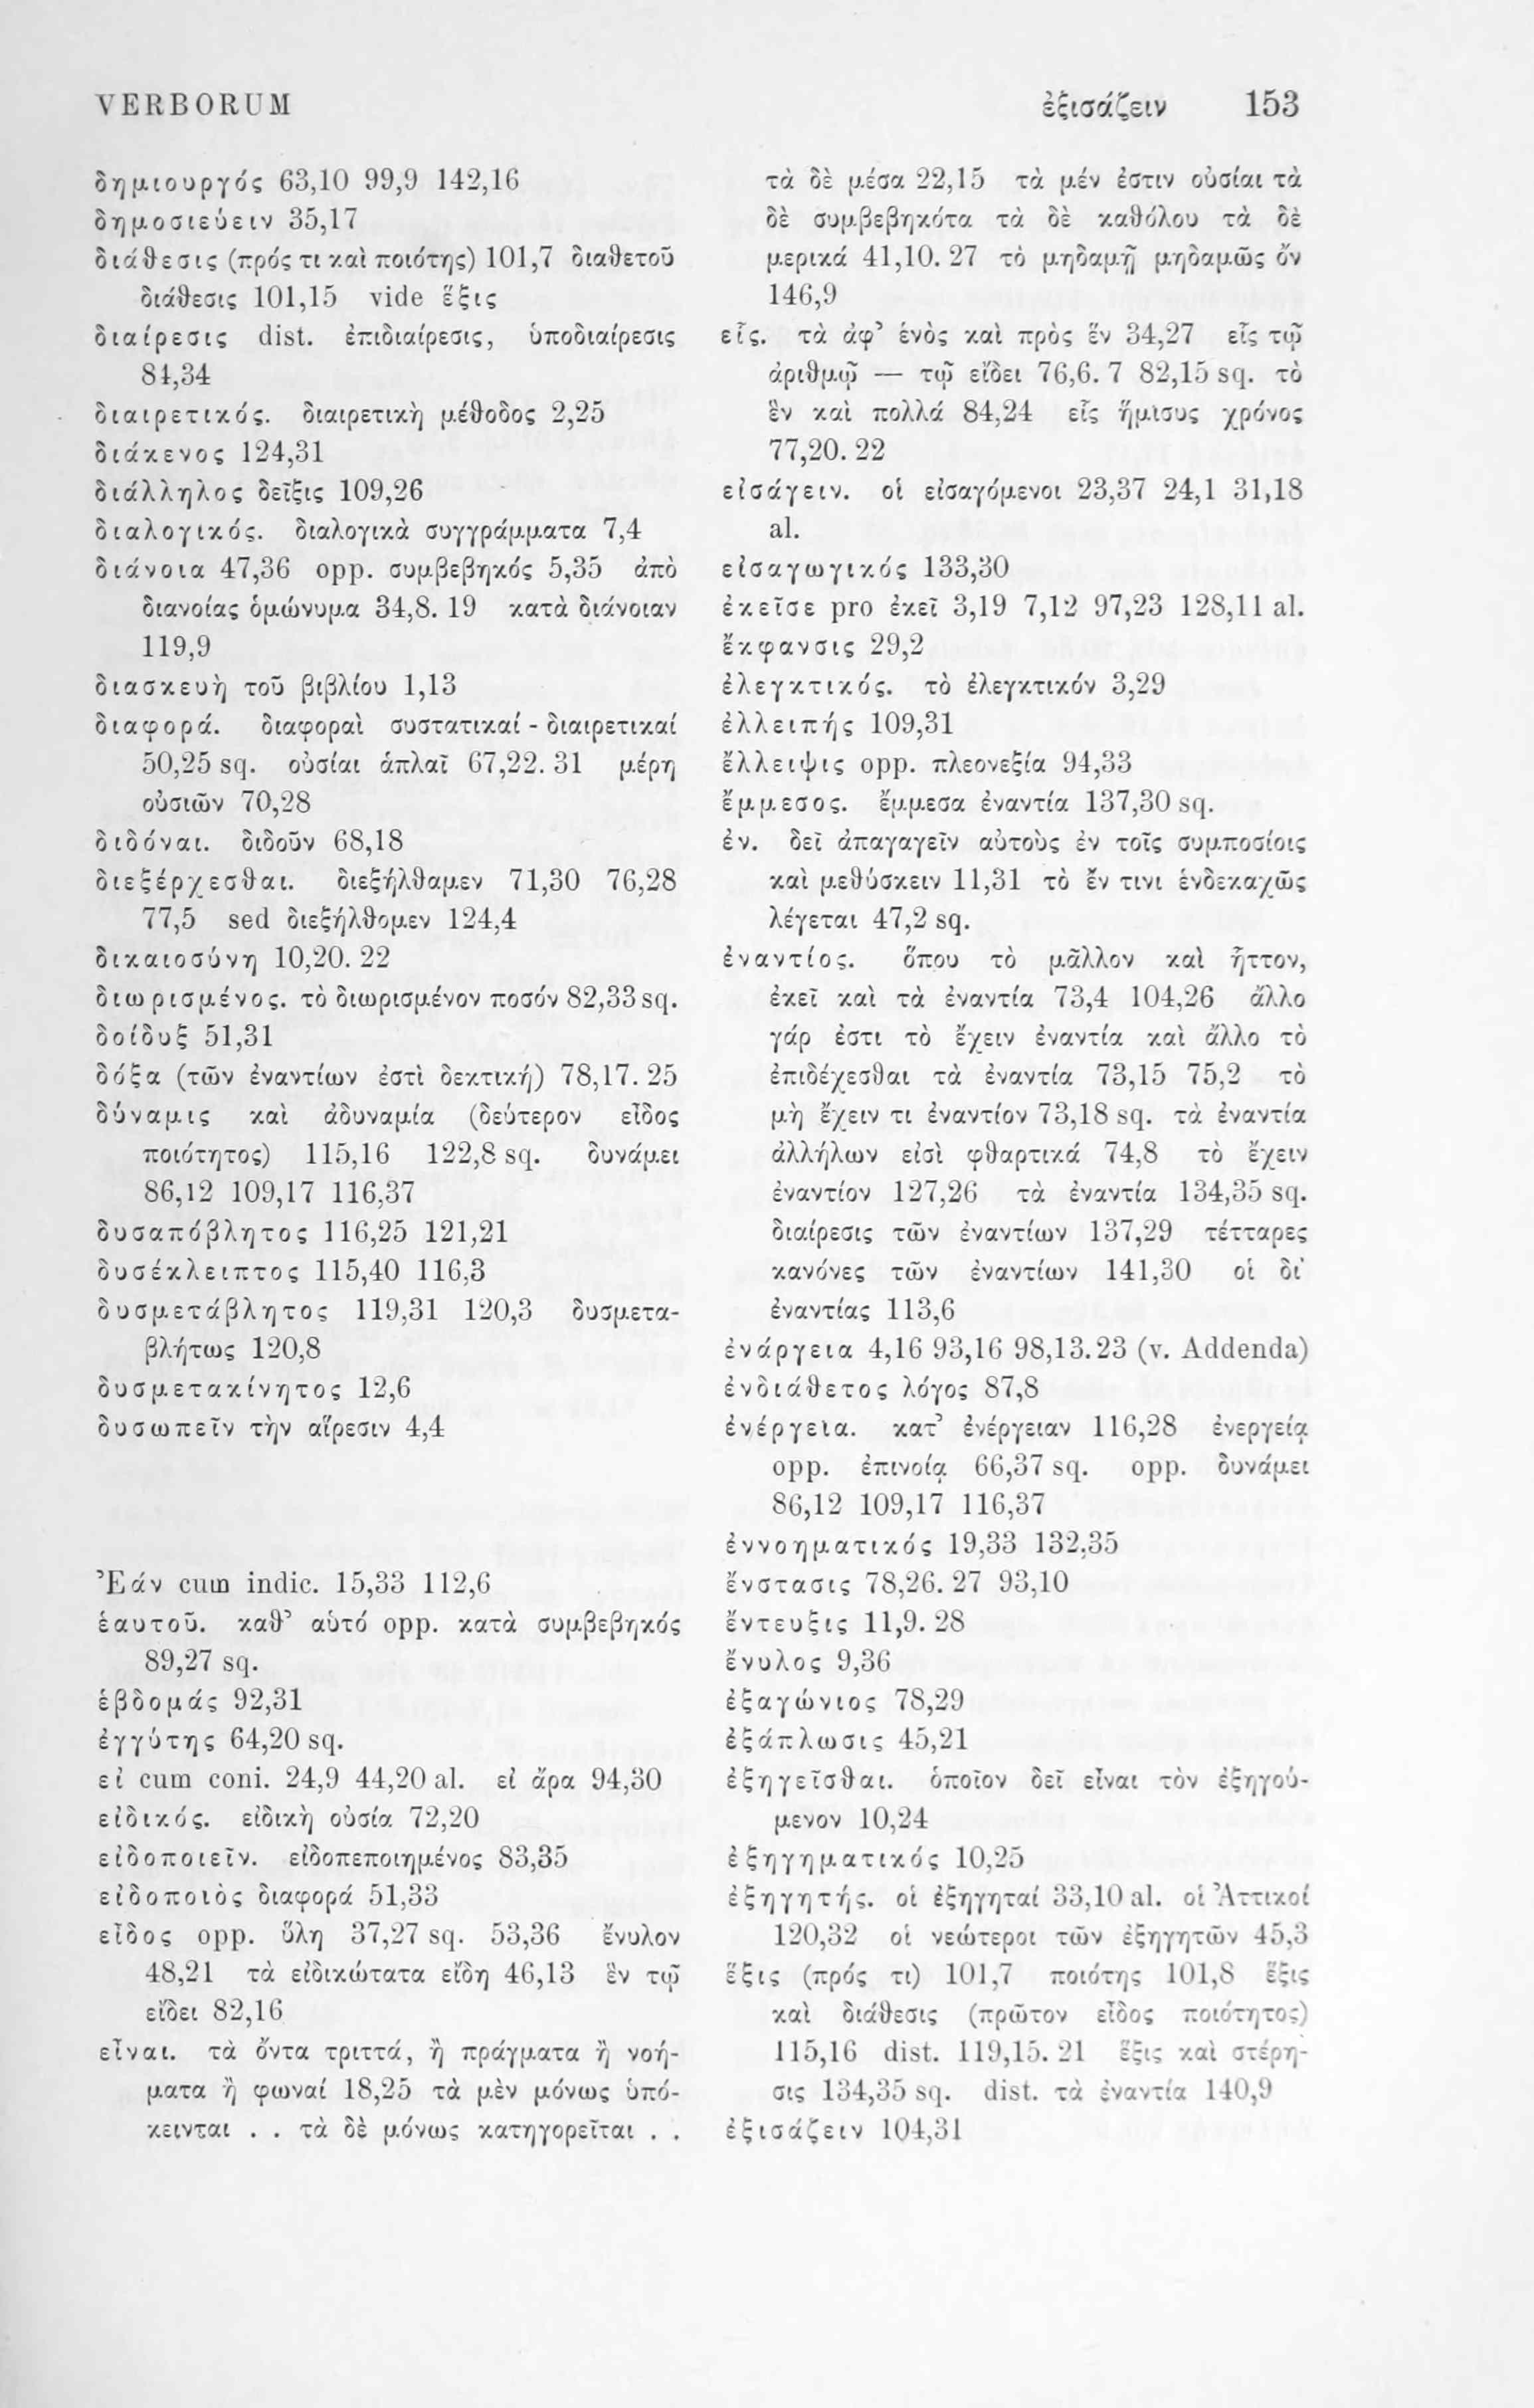 VERBORUM
ἐξισάζειν 153
δημιουργός 63,10 99,9 142,16
δημοσιεύειν 35,17
διάθεσις (πρός τι καὶ ποιότης) 101,7 διαθετοῦ
διάθεσις 101,15 vide ἕξις
διαίρεσις dist. ἐπιδιαίρεσις, ὑποδιαίρεσις
84,34
διαιρετικός. διαιρετικὴ μέθοδος 2,25
διάκενος 124,31
διάλληλος δεῖξις 109,26
διαλογικός. διαλογικὰ συγγράμματα 7,4
διάνοια 47,36 opp. συμβεβηκός 5,35 ἀπὸ
διανοίας ὁμώνυμα 34,8. 19 κατὰ διάνοιαν
119,9
διασκευὴ τοῦ βιβλίου 1,13
διαφορά. διαφοραὶ συστατικαί - διαιρετικαί
50,25 sq. οὐσίαι ἁπλαῖ 67,22. 31 μέρη
οὐσιῶν 70,28
διδόναι. διδοῦν 68,18
διεξέρχεσθαι. διεξήλθαμεν 71,30 76,28
77,5 sed διεξήλθομεν 124,4
δικαιοσύνη 10,20. 22
διωρισμένος. τὸ διωρισμένον ποσόν 82,33 sq.
δοίδυξ 51,31
δόξα (τῶν ἐναντίων ἐστὶ δεκτική) 78,17. 25
δύναμις καὶ ἀδυναμία (δεύτερον εἶδος
ποιότητος) 115,16 122,8 sq. δυνάμει
86,12 109,17 116,37
δυσαπόβλητος 116,25 121,21
δυσέκλειπτος 115,40 116,3
δυσμετάβλητος 119,31 120,3 δυσμετα-
βλήτως 120,8
δυσμετακίνητος 12,6
δυσωπεῖν τὴν αἵρεσιν 4,4
Ἐάν cum indic. 15,33 112,6
ἑαυτοῦ. καθ’ αὑτό opp. κατὰ συμβεβηκός
89,27 sq.
ἑβδομάς 92,31
ἐγγύτης 64,20 sq.
εἰ cum coni. 24,9 44,20 al. εἰ ἄρα 94,30
εἰδικός. εἰδικὴ οὐσία 72,20
εἰδοποιεῖν. εἰδοπεποιημένος 83,35
εἰδοποιὸς διαφορά 51,33
εἶδος opp. ὕλη 37,27 sq. 53,36 ἔνυλον
48,21 τὰ εἰδικώτατα εἴδη 46,13 ἓν τῷ
εἴδει 82,16
εἶναι. τὰ ὄντα τριττά, ἢ πράγματα ἢ νοή-
ματα ἢ φωναί 18,25 τὰ μὲν μόνως ὑπό-
κεινται . . τὰ δὲ μόνως κατηγορεῖται . .
τὰ δὲ μέσα 22,15 τὰ μέν ἐστιν οὐσίαι τὰ
δὲ συμβεβηκότα τὰ δὲ καθόλου τὰ δὲ
μερικά 41,10. 27 τὸ μηδαμῇ μηδαμῶς ὄν
146,9
εἷς. τὰ ἀφ’ ἑνὸς καὶ πρὸς ἕν 34,27 εἷς τῷ
ἀριθμῷ — τῷ εἴδει 76,6. 7 82,15 sq. τὸ
ἓν καὶ πολλά 84,24 εἷς ἥμισυς χρόνος
77,20. 22
εἰσάγειν. οἱ εἰσαγόμενοι 23,37 24,1 31,18
al.
εἰσαγωγικός 133,30
ἐκεῖσε pro ἐκεῖ 3,19 7,12 97,23 128,11 al.
ἔκφανσις 29,2
ἐλεγκτικός. τὸ ἐλεγκτικόν 3,29
ἐλλειπής 109,31
ἔλλειψις opp. πλεονεξία 94,33
ἔμμεσος. ἔμμεσα ἐναντία 137,30 sq.
ἐν. δεῖ ἀπαγαγεῖν αὐτοὺς ἐν τοῖς συμποσίοις
καὶ μεθύσκειν 11,31 τὸ ἔν τινι ἑνδεκαχῶς
λέγεται 47,2 sq.
ἐναντίος. ὅπου τὸ μᾶλλον καὶ ἧττον,
ἐκεῖ καὶ τὰ ἐναντία 73,4 104,26 ἄλλο
γάρ ἐστι τὸ ἔχειν ἐναντία καὶ ἄλλο τὸ
ἐπιδέχεσθαι τὰ ἐναντία 73,15 75,2 τὸ
μὴ ἔχειν τι ἐναντίον 73,18 sq. τὰ ἐναντία
ἀλλήλων εἰσὶ φθαρτικά 74,8 τὸ ἔχειν
ἐναντίον 127,26 τὰ ἐναντία 134,35 sq.
διαίρεσις τῶν ἐναντίων 137,29 τέτταρες
κανόνες τῶν ἐναντίων 141,30 οἱ δι’
ἐναντίας 113,6
ἐνάργεια 4,16 93,16 98,13. 23 (v. Addenda)
ἐνδιάθετος λόγος 87,8
ἐνέργεια. κατ’ ἐνέργειαν 116,28 ἐνεργείᾳ
opp. ἐπινοίᾳ 66,37 sq. opp. δυνάμει
86,12 109,17 116,37
ἐννοηματικός 19,33 132,35
ἔνστασις 78,26. 27 93,10
ἔντευξις 11,9. 28
ἔνυλος 9,36
ἑξαγώνιος 78,29
ἐξάπλωσις 45,21
ἐξηγεῖσθαι. ὁποῖον δεῖ εἶναι τὸν ἐξηγού-
μενον 10,24
ἐξηγηματικός 10,25
ἐξηγητής. οἱ ἐξηγηταί 33,10 al. οἱ Ἀττικοί
120,32 οἱ νεώτεροι τῶν ἐξηγητῶν 45,3
ἕξις (πρός τι) 101,7 ποιότης 101,8 ἕξις
καὶ διάθεσις (πρῶτον εἶδος ποιότητος)
115,16 dist. 119,15. 21 ἕξις καὶ στέρη-
σις 134,35 sq. dist. τὰ ἐναντία 140,9
ἐξισάζειν 104,31